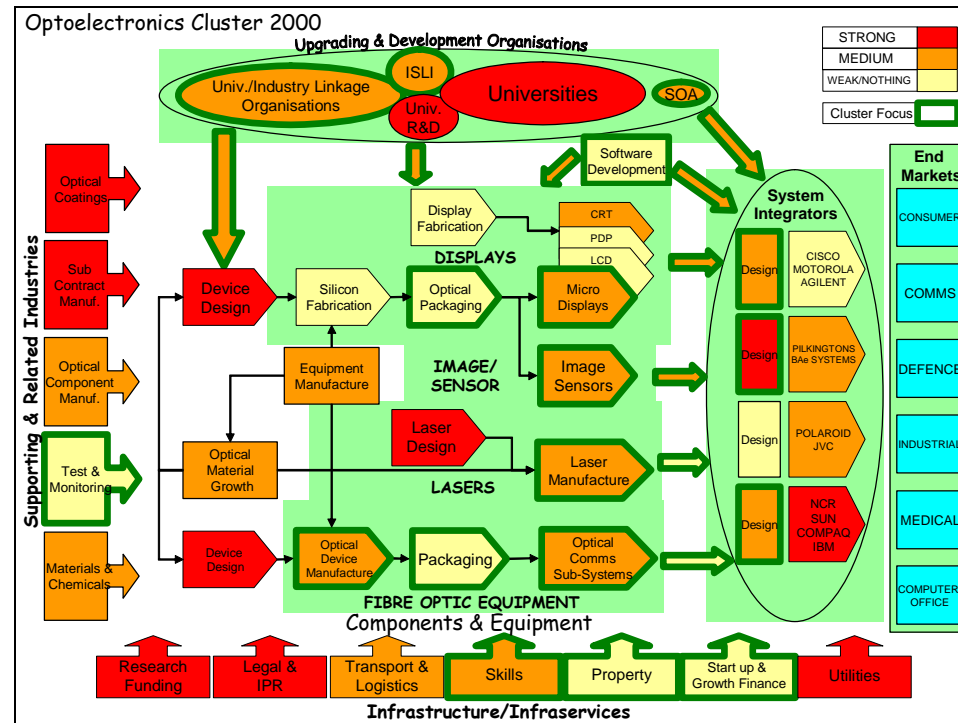 Optoelectronics Cluster 2000
Upgrading & Development Organisations
ISLI
Univ./Industry Linkage
Organisations
Universities
Univ.
R&D
SOA
STRONG
MEDIUM
WEAK/NOTHING
Cluster Focus
Supporting & Related Industries
Optical
Coatings
Sub
Contract
Manuf.
Optical
Component
Manuf.
Test &
Monitoring
Materials &
Chemicals
Software
Development
Display
Fabrication
CRT
PDP
LCD
DISPLAYS
Device
Design
Silicon
Fabrication
Optical
Packaging
Micro
Displays
Equipment
Manufacture
IMAGE/
SENSOR
Image
Sensors
Laser
Design
Optical
Material
Growth
LASERS
Laser
Manufacture
Device
Design
Optical
Device
Manufacture
Packaging
Optical
Comms
Sub-Systems
FIBRE OPTIC EQUIPMENT
Components & Equipment
System
Integrators
Design
CISCO
MOTOROLA
AGILENT
Design
PILKINGTONS
BAe SYSTEMS
Design
POLAROID
JVC
Design
NCR
SUN
COMPAQ
IBM
End
Markets
CONSUMER
COMMS
DEFENCE
INDUSTRIAL
MEDICAL
COMPUTER/
OFFICE
Research
Funding
Legal &
IPR
Transport &
Logistics
Skills
Property
Start up &
Growth Finance
Utilities
Infrastructure/Infraservices